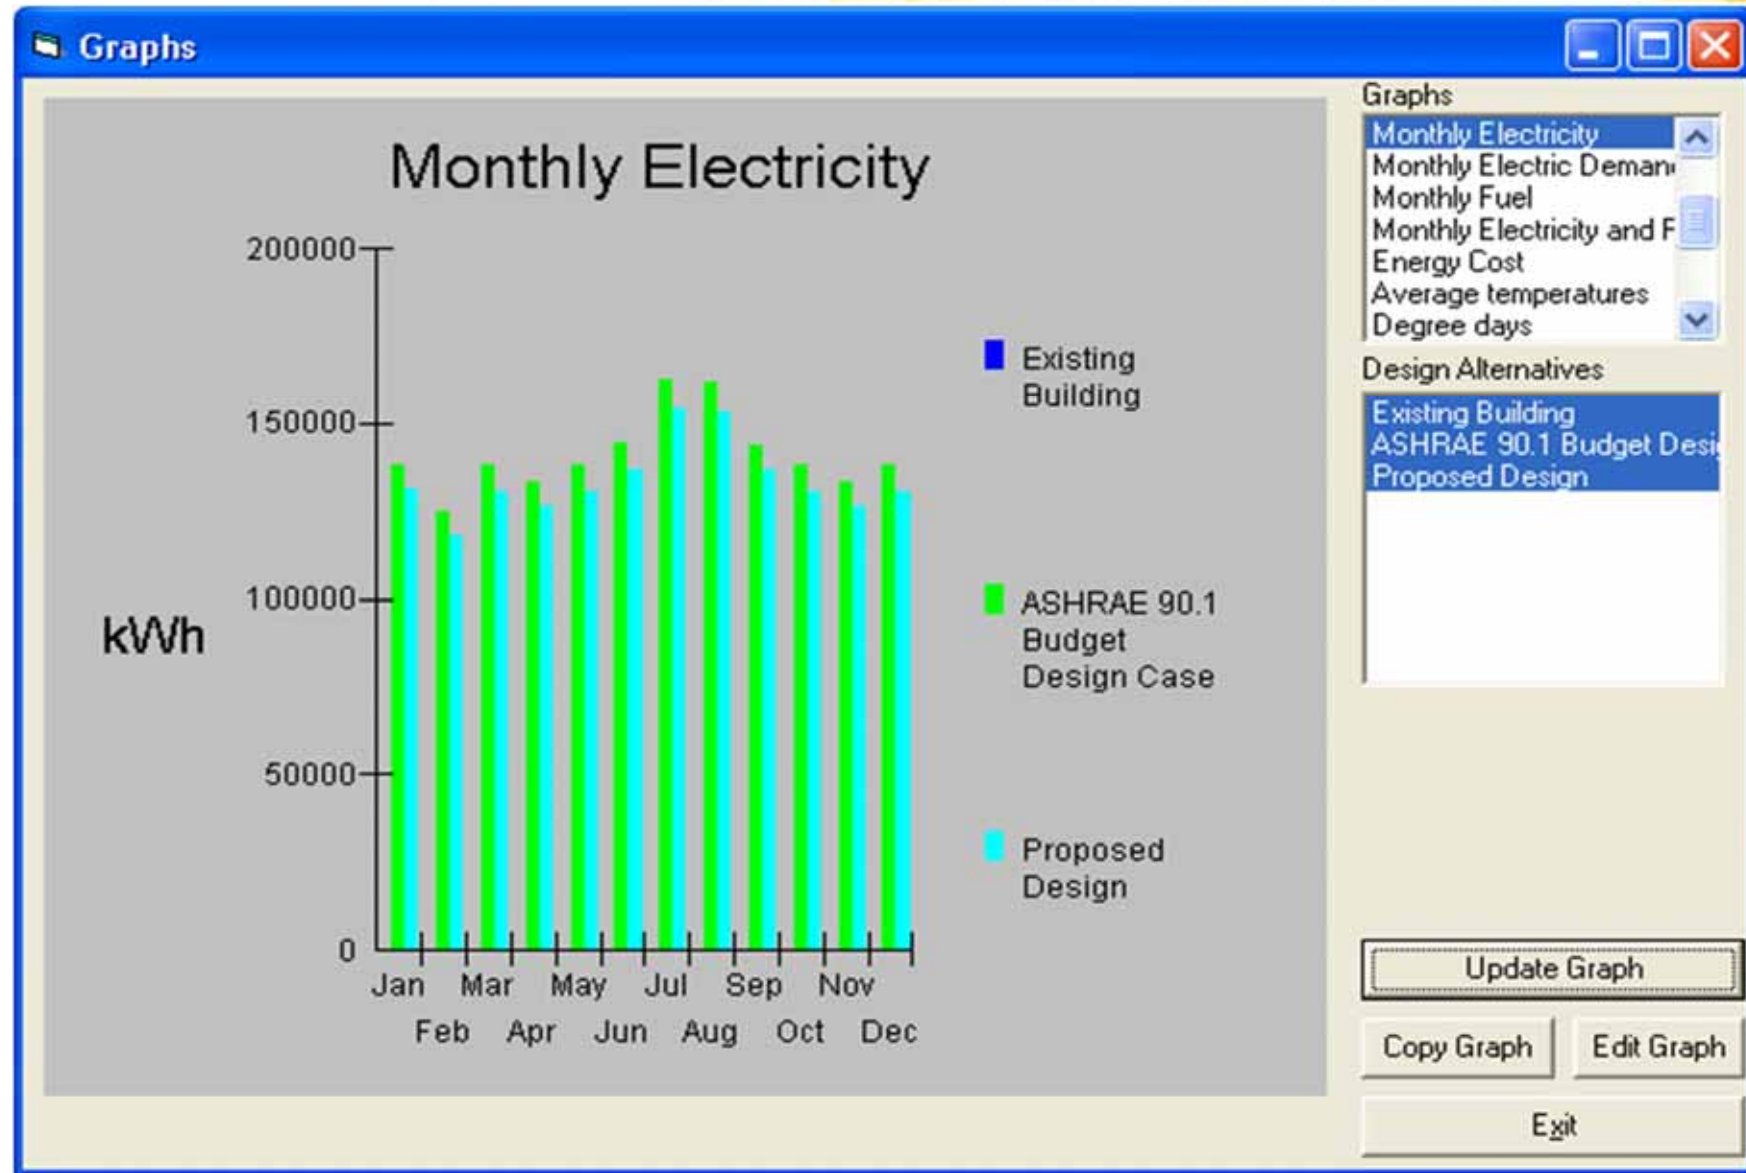 Graphs
Monthly Electricity
200000
150000
100000
50000
0
kWh
Jan Mar May Jul Sep Nov
Feb Apr Jun Aug Oct Dec
Existing
Building
ASHRAE 90.1
Budget
Design Case
Proposed
Design
Graphs
Monthly Electricity
Monthly Electric Deman
Monthly Fuel
Monthly Electricity and F
Energy Cost
Average temperatures
Degree days
Design Alternatives
Existing Building
ASHRAE 90.1 Budget Desi
Proposed Design
Update Graph
Copy Graph
Edit Graph
Exit